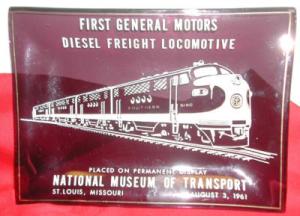 FIRST GENERAL MOTORS
DIESEL FREIGHT LOCOMOTIVE
SOUTHERN 6100
PLACED ON PERMANENT DISPLAY
NATIONAL MUSEUM OF TRANSPORT
ST. LOUIS, MISSOURI AUGUST 3, 1961